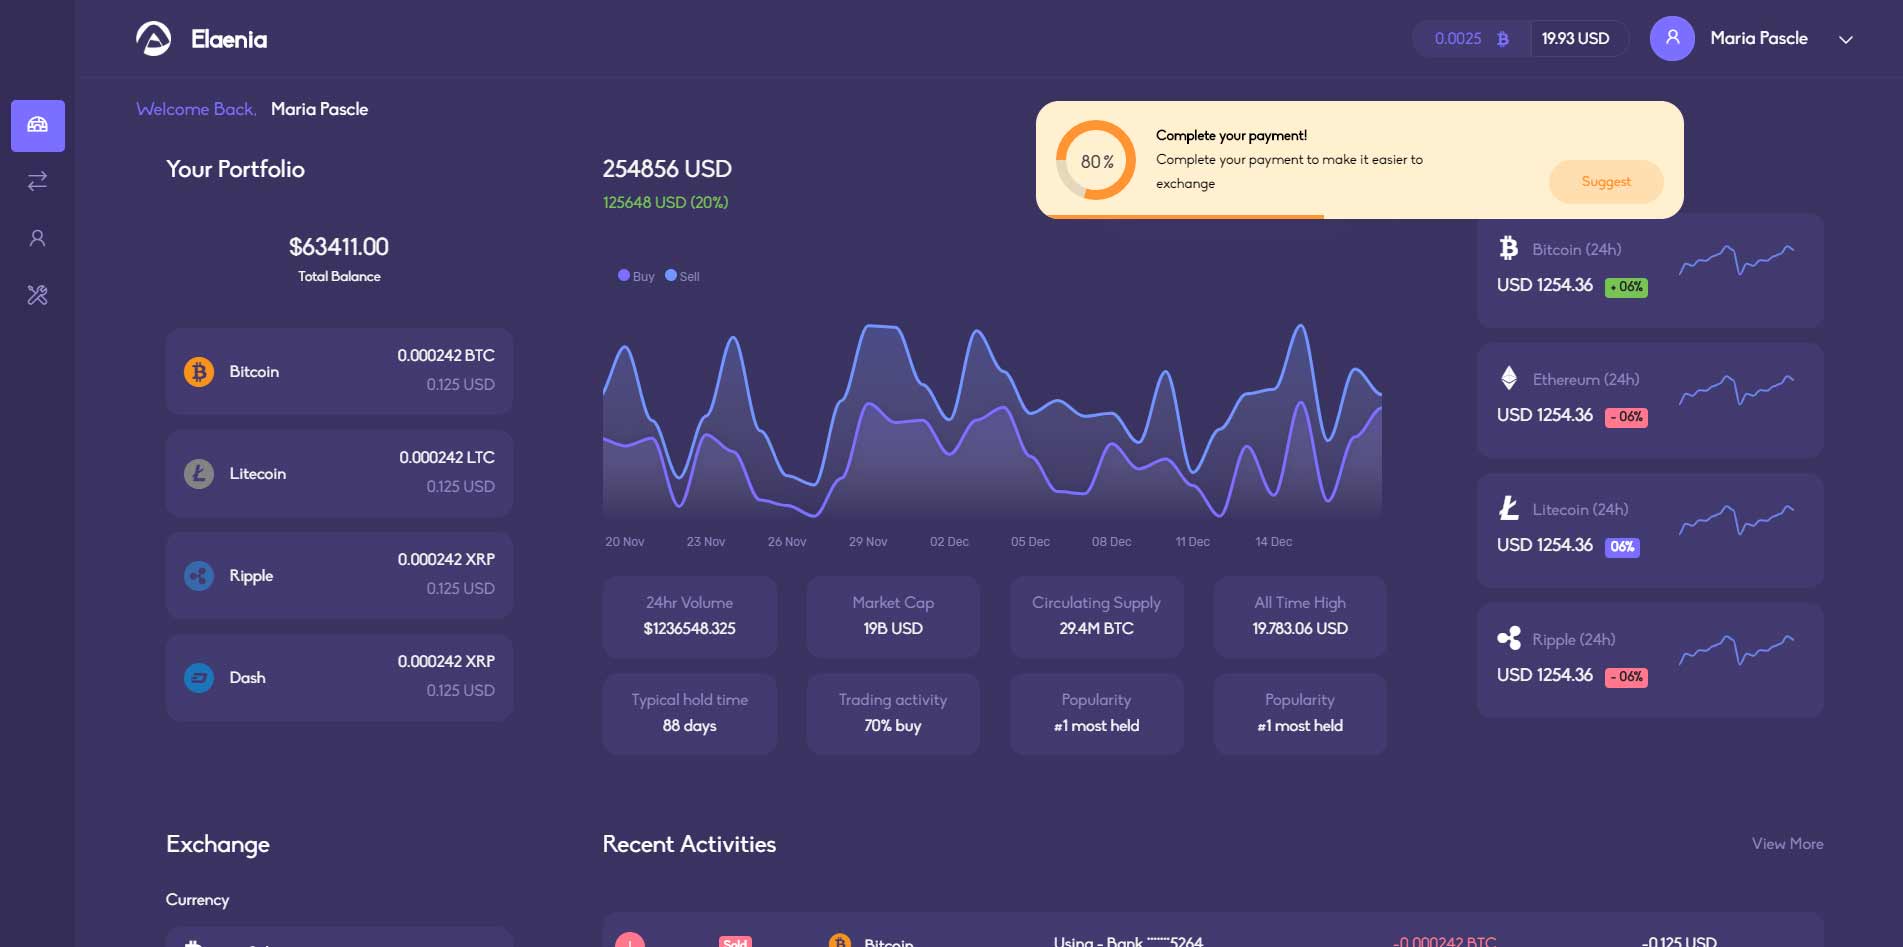 Elaenia
0.0025
19.93 USD
Maria Pascle
Welcome Back, Maria Pascle
Complete your payment!
Complete your payment to make it easier to
exchange
80%
Suggest
Your Portfolio
$63411.00
Total Balance
Bitcoin
0.000242 BTC
0.125 USD
Litecoin
0.000242 LTC
0.125 USD
Ripple
0.000242 XRP
0.125 USD
Dash
0.000242 XRP
0.125 USD
254856 USD
125648 USD (20%)
Buy Sell
20 Nov 23 Nov 26 Nov 29 Nov 02 Dec 05 Dec 08 Dec 11 Dec 14 Dec
24hr Volume
$1236548.325
Market Cap
19B USD
Circulating Supply
29.4M BTC
All Time High
19.783.06 USD
Typical hold time
88 days
Trading activity
70% buy
Popularity
#1 most held
Popularity
#1 most held
Bitcoin (24h)
USD 1254.36 + 06%
Ethereum (24h)
USD 1254.36 - 06%
Litecoin (24h)
USD 1254.36 06%
Ripple (24h)
USD 1254.36 - 06%
Exchange
Currency
Recent Activities
View More
Sold Bitcoin Using - Bank *******5264 -0.000242 BTC -0.125 USD